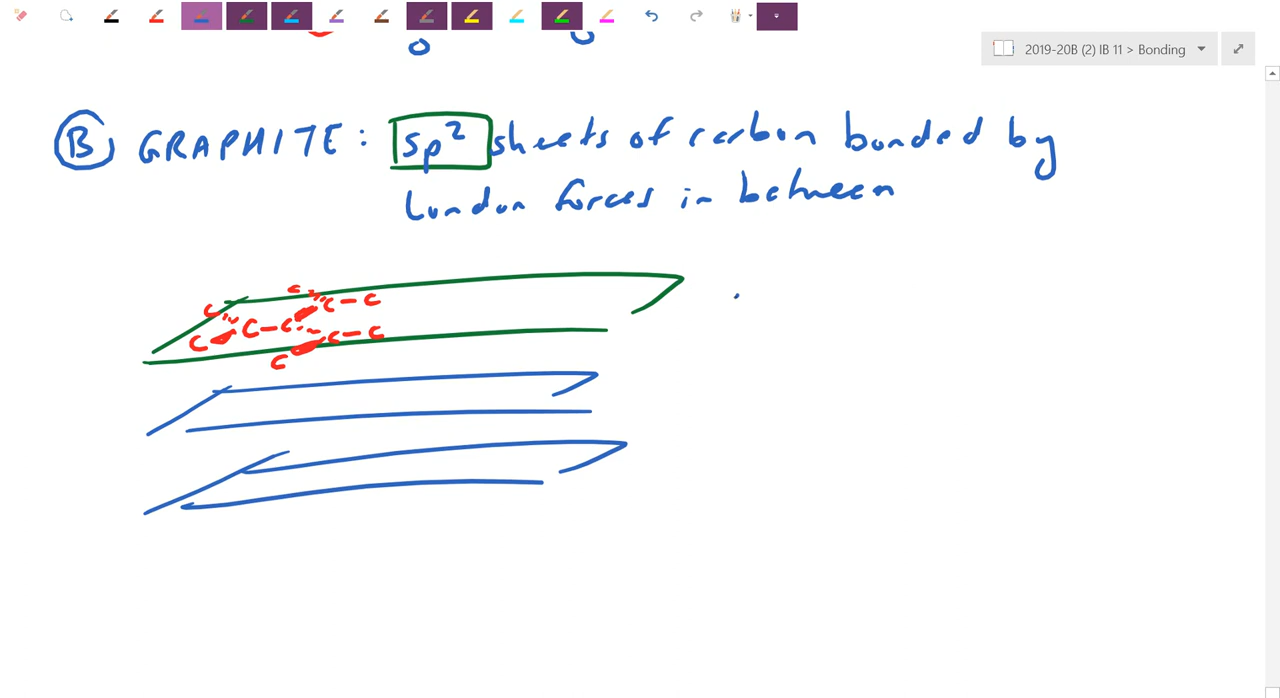 2019-20B (2) IB 11 > Bonding
B GRAPHITE: sp² sheets of carbon bonded by
London forces in between
C C C - C
C C - C C - C
C